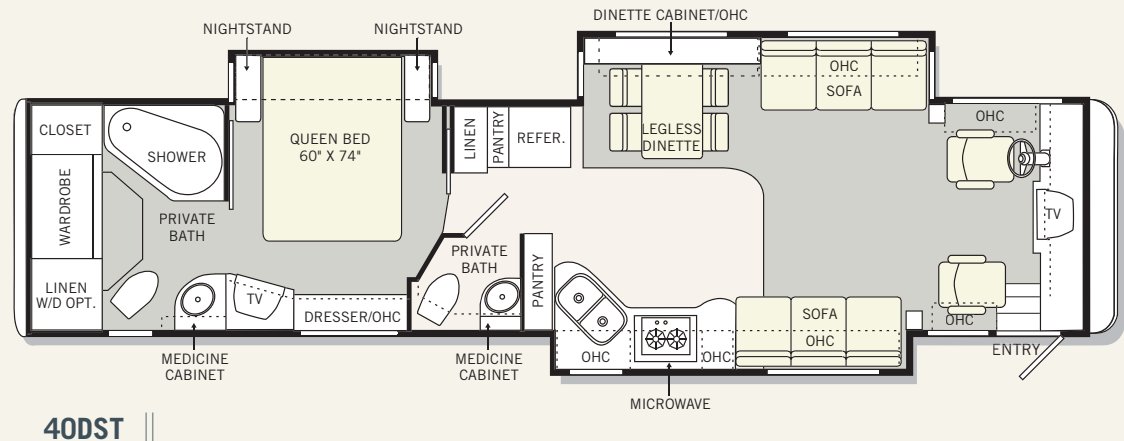 DINETTE CABINET/OHC
NIGHTSTAND
NIGHTSTAND
OHC
SOFA
CLOSET
SHOWER
QUEEN BED
60" X 74"
LINEN
PANTRY
REFER.
LEGLESS
DINETTE
OHC
WARDROBE
PRIVATE
BATH
TV
PRIVATE
BATH
LINEN
W/D OPT.
TV
DRESSER/OHC
PANTRY
SOFA
OHC
OHC
OHC
OHC
ENTRY
MEDICINE
CABINET
MEDICINE
CABINET
MICROWAVE
40DST